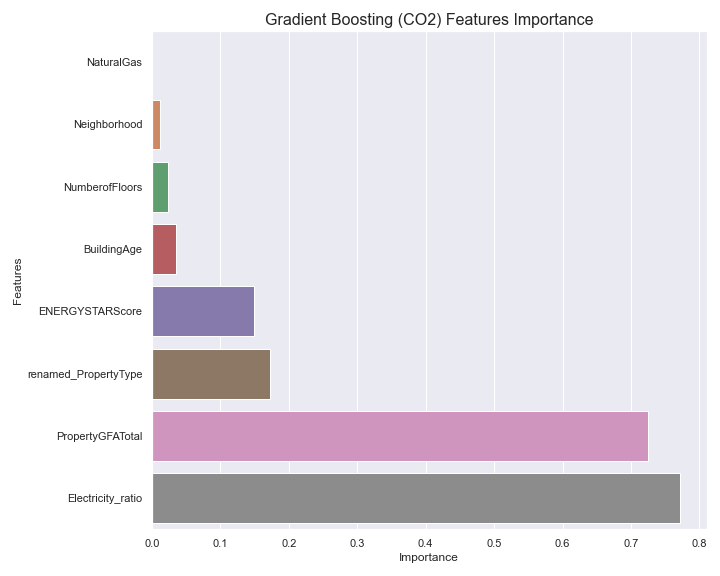 Gradient Boosting (CO2) Features Importance
Features
NaturalGas
Neighborhood
NumberofFloors
BuildingAge
ENERGYSTARScore
renamed_PropertyType
PropertyGFATotal
Electricity_ratio
0.0 0.1 0.2 0.3 0.4 0.5 0.6 0.7 0.8
Importance